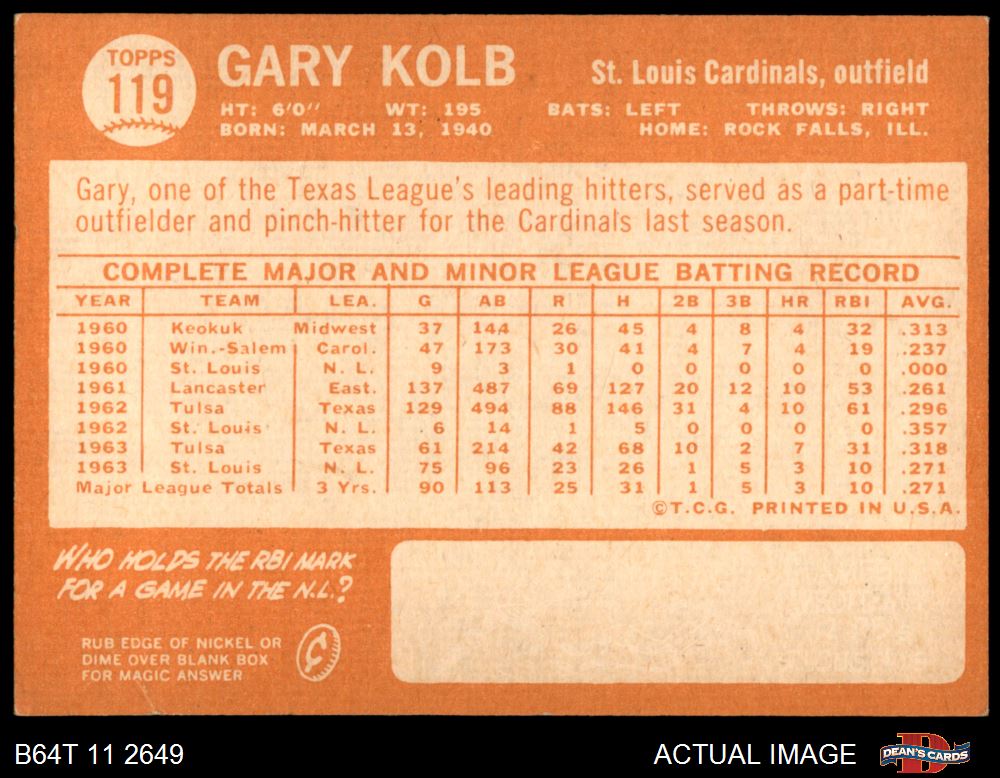 TOPPS
119
GARY KOLB
St. Louis Cardinals, outfield
HT: 6'0" WT: 195 BATS: LEFT THROWS: RIGHT
BORN: MARCH 13, 1940 HOME: ROCK FALLS, ILL.
Gary, one of the Texas League's leading hitters, served as a part-time
outfielder and pinch-hitter for the Cardinals last season.
COMPLETE MAJOR AND MINOR LEAGUE BATTING RECORD
YEAR TEAM LEA. G AB R H 2B 3B HR RBI AVG.
1960 Keokuk Midwest 37 144 26 45 4 8 4 32 .313
1960 Win.-Salem Carol. 47 173 30 41 4 7 4 19 .237
1960 St. Louis N. L. 9 3 1 0 0 0 0 0 .000
1961 Lancaster East. 137 487 69 127 20 12 10 53 .261
1962 Tulsa Texas 129 494 88 146 31 4 10 61 .296
1962 St. Louis N. L. 6 14 1 5 0 0 0 0 .357
1963 Tulsa Texas 61 214 42 68 10 2 7 31 .318
1963 St. Louis N. L. 75 96 23 26 1 5 3 10 .271
Major League Totals 3 Yrs. 90 113 25 31 1 5 3 10 .271
©T.C.G. PRINTED IN U.S.A.
WHO HOLDS THE RBI MARK
FOR A GAME IN THE N.L.?
RUB EDGE OF NICKEL OR
DIME OVER BLANK BOX
FOR MAGIC ANSWER
B64T 11 2649
ACTUAL IMAGE
DEAN'S CARDS